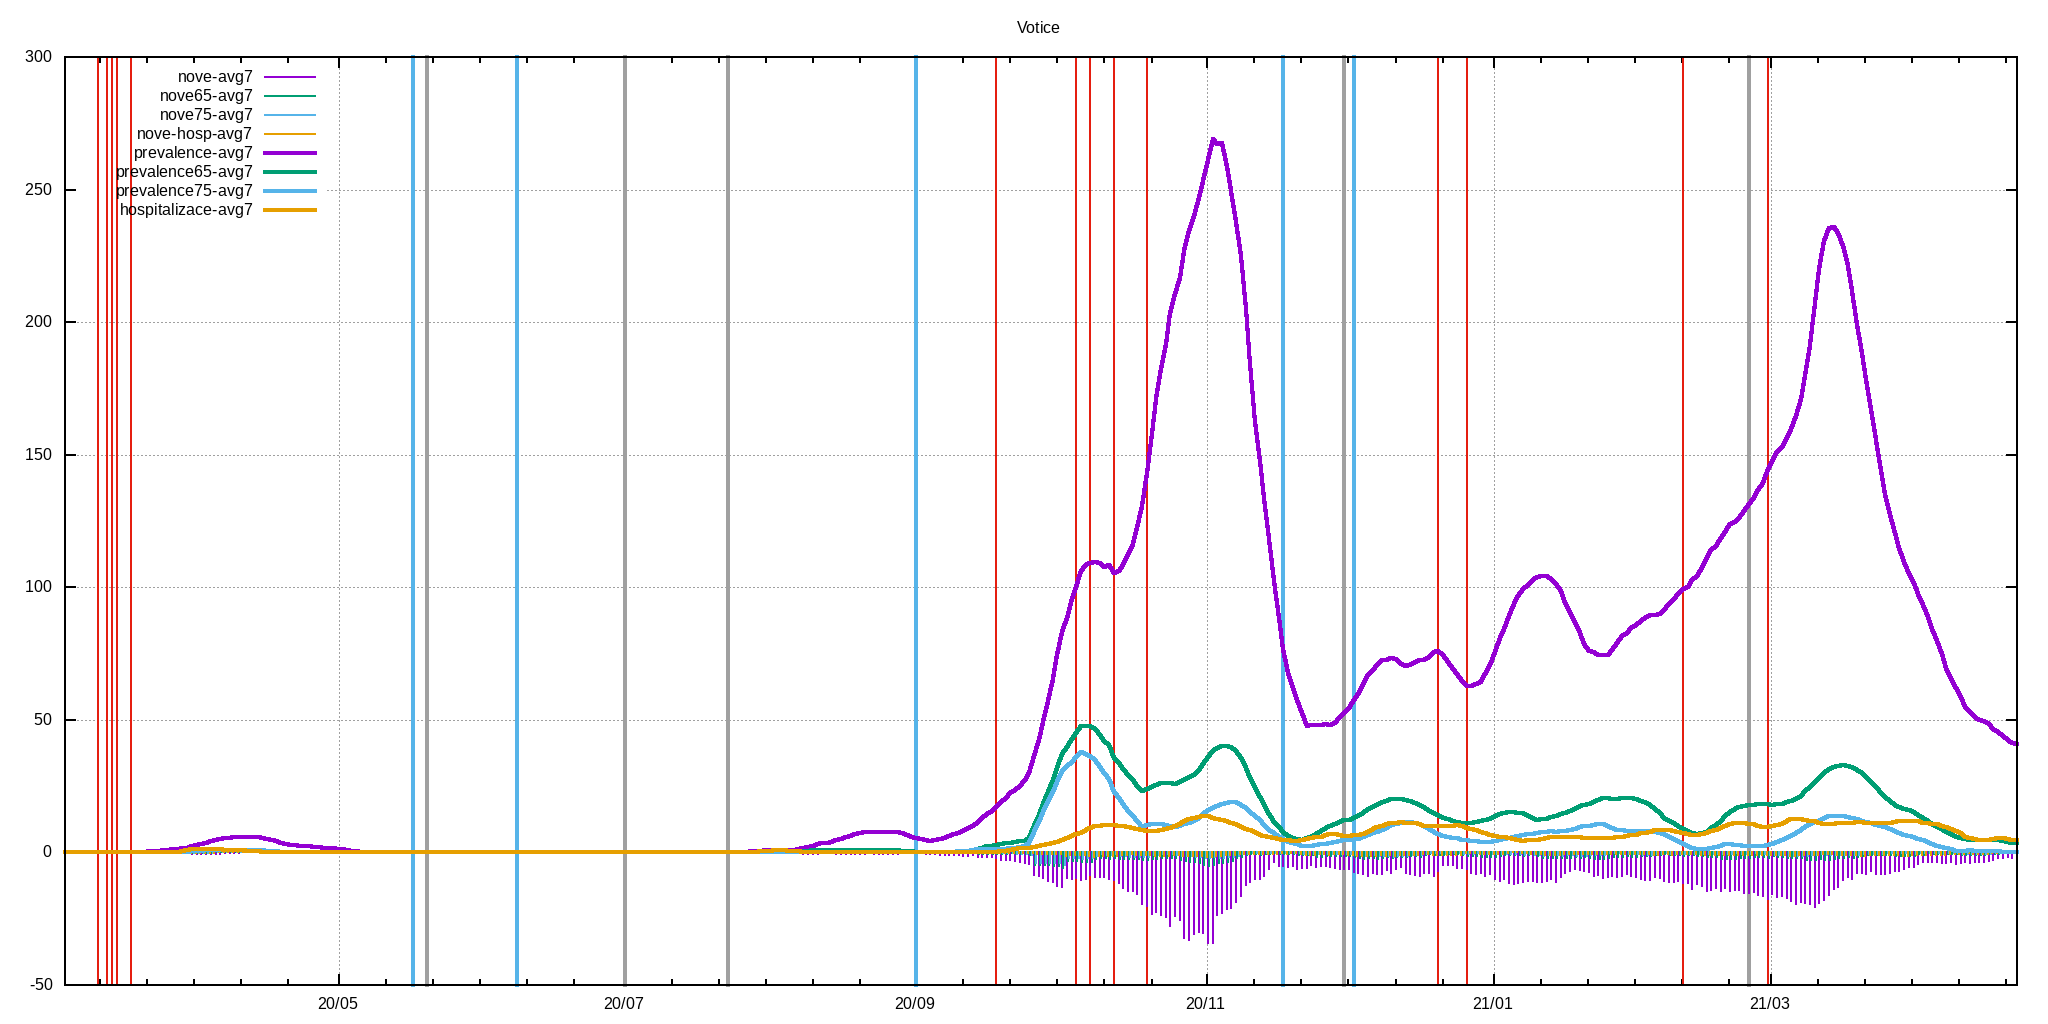 Votice
300
250
200
150
100
50
0
-50
nove-avg7
nove65-avg7
nove75-avg7
nove-hosp-avg7
prevalence-avg7
prevalence65-avg7
prevalence75-avg7
hospitalizace-avg7
20/05 20/07 20/09 20/11 21/01 21/03